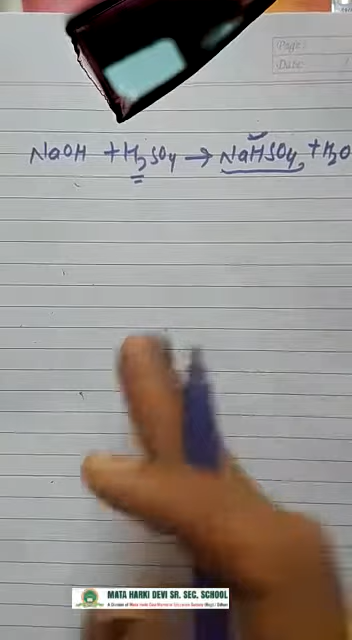 Page:
Date: /
NaOH + H₂SO₄ → NaHSO₄ + H₂O
MATA HARKI DEVI SR. SEC. SCHOOL